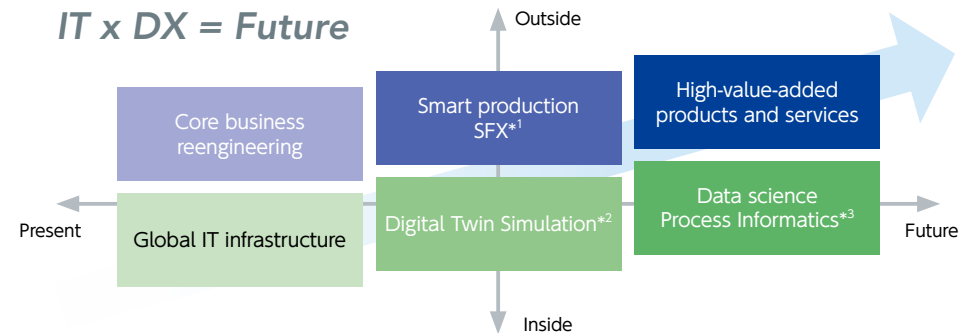 IT x DX = Future
Outside
High-value-added
products and services
Smart production
SFX*1
Core business
reengineering
Data science
Process Informatics*3
Digital Twin Simulation*2
Global IT infrastructure
Present
Future
Inside